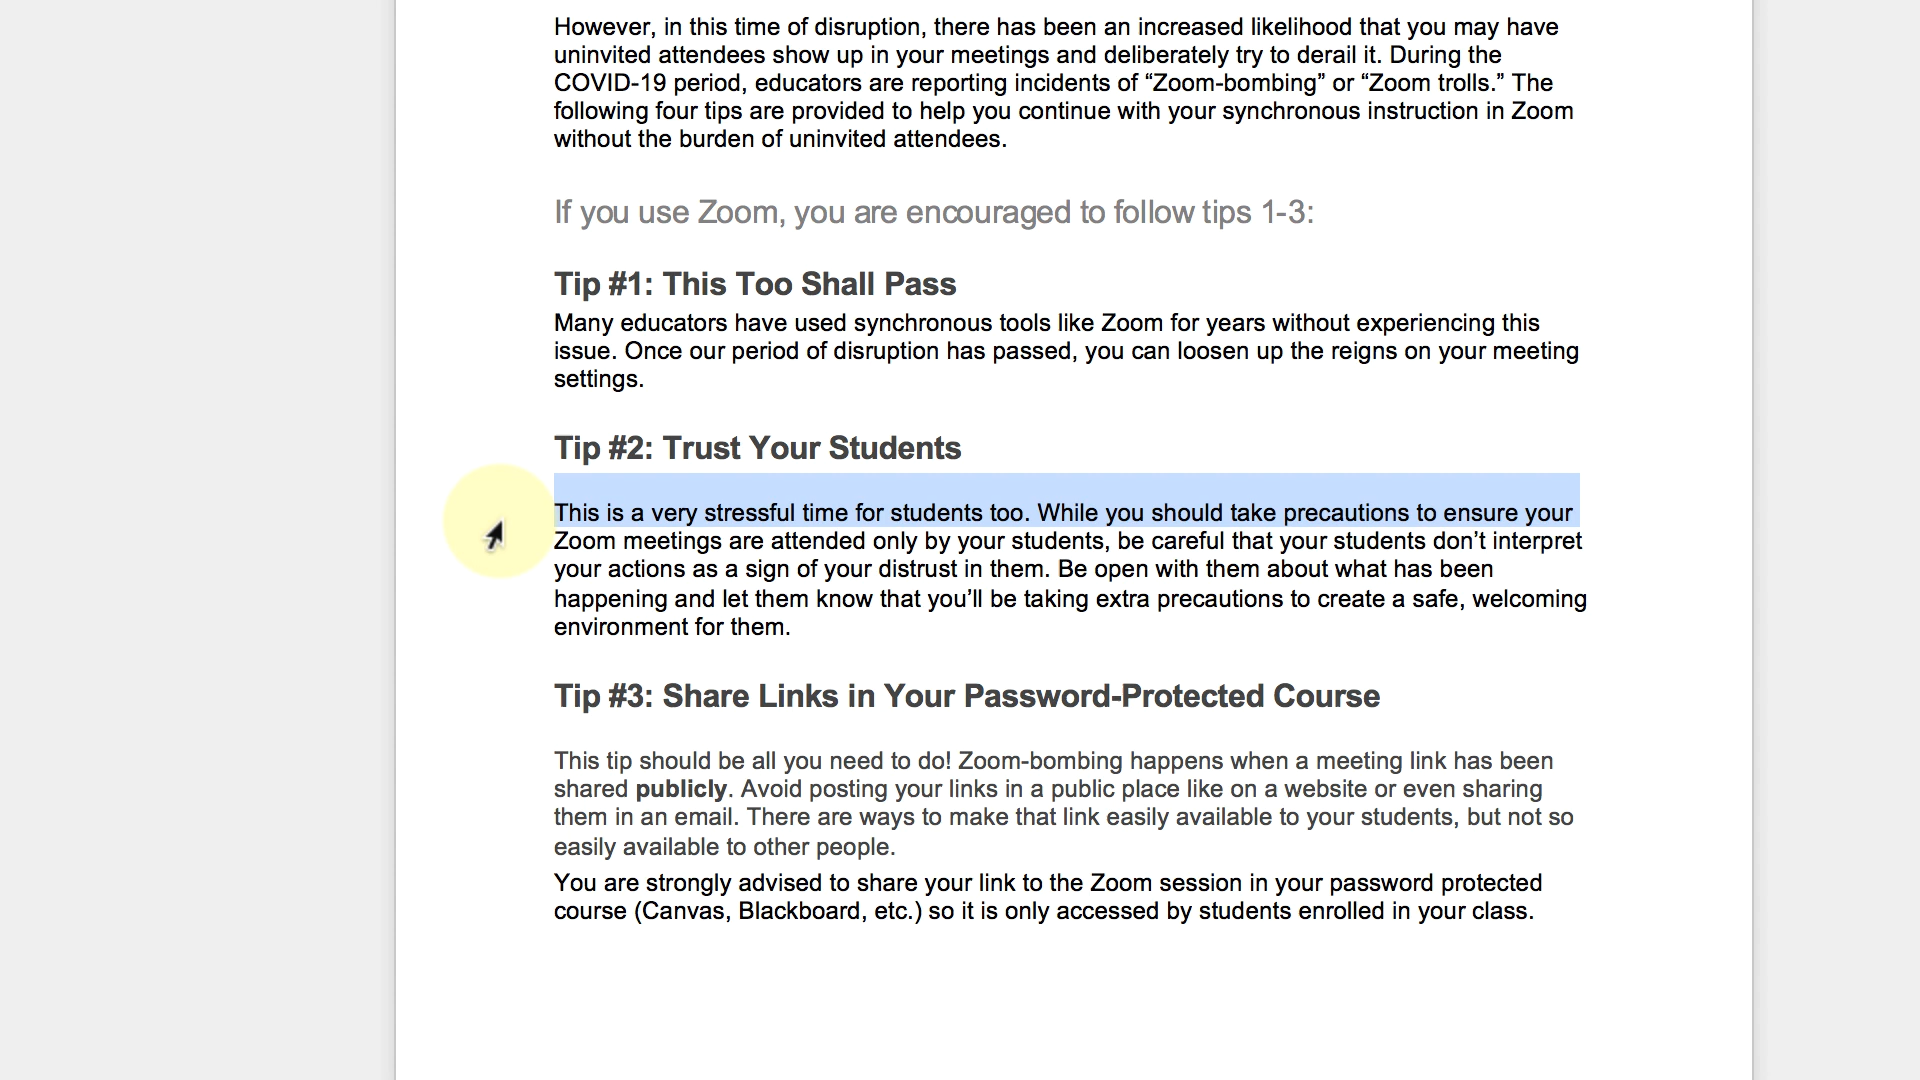 However, in this time of disruption, there has been an increased likelihood that you may have
uninvited attendees show up in your meetings and deliberately try to derail it. During the
COVID-19 period, educators are reporting incidents of “Zoom-bombing” or “Zoom trolls.” The
following four tips are provided to help you continue with your synchronous instruction in Zoom
without the burden of uninvited attendees.
If you use Zoom, you are encouraged to follow tips 1-3:
Tip #1: This Too Shall Pass
Many educators have used synchronous tools like Zoom for years without experiencing this
issue. Once our period of disruption has passed, you can loosen up the reigns on your meeting
settings.
Tip #2: Trust Your Students
This is a very stressful time for students too. While you should take precautions to ensure your
Zoom meetings are attended only by your students, be careful that your students don’t interpret
your actions as a sign of your distrust in them. Be open with them about what has been
happening and let them know that you’ll be taking extra precautions to create a safe, welcoming
environment for them.
Tip #3: Share Links in Your Password-Protected Course
This tip should be all you need to do! Zoom-bombing happens when a meeting link has been
shared publicly. Avoid posting your links in a public place like on a website or even sharing
them in an email. There are ways to make that link easily available to your students, but not so
easily available to other people.
You are strongly advised to share your link to the Zoom session in your password protected
course (Canvas, Blackboard, etc.) so it is only accessed by students enrolled in your class.